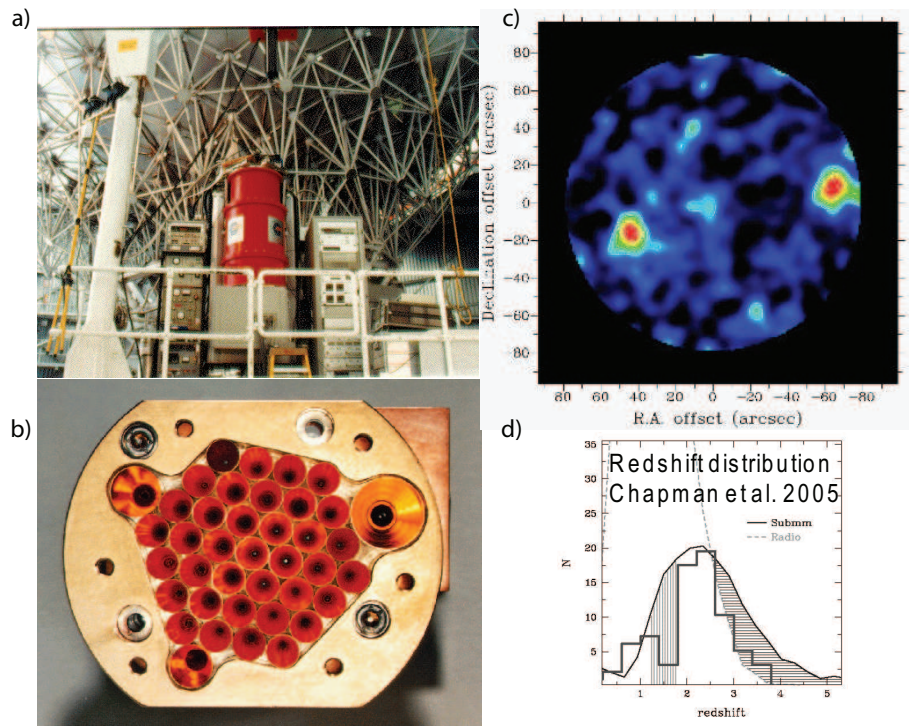 a)
c)
80
60
40
20
0
-20
-40
-60
-80
Declination offset (arcsec)
80 60 40 20 0 -20 -40 -60 -80
R.A. offset (arcsec)
b)
d)
Redshift distribution
Chapman et al. 2005
Submm
Radio
35
30
25
20
15
10
5
N
1 2 3 4 5
redshift